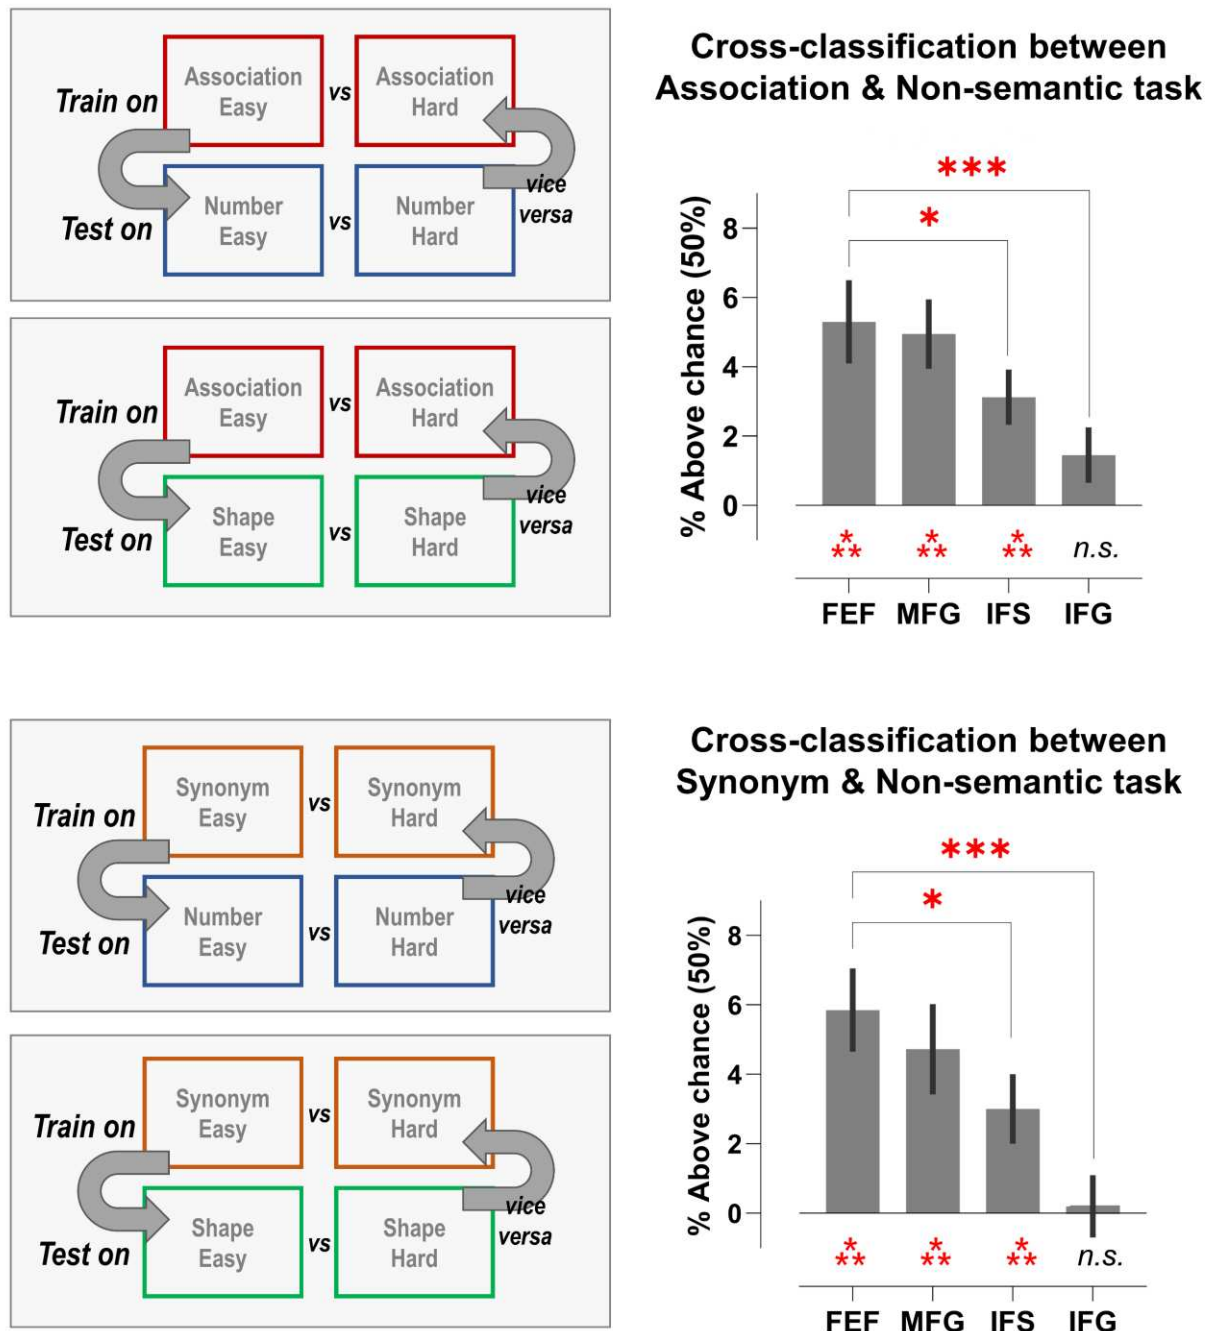 Train on
Association
Easy
vs
Association
Hard
Test on
Number
Easy
vs
Number
Hard
vice
versa
Train on
Association
Easy
vs
Association
Hard
Test on
Shape
Easy
vs
Shape
Hard
vice
versa
Cross-classification between
Association & Non-semantic task
% Above chance (50%)
8
6
4
2
0
***
*
***
***
***
n.s.
FEF MFG IFS IFG
Train on
Synonym
Easy
vs
Synonym
Hard
Test on
Number
Easy
vs
Number
Hard
vice
versa
Train on
Synonym
Easy
vs
Synonym
Hard
Test on
Shape
Easy
vs
Shape
Hard
vice
versa
Cross-classification between
Synonym & Non-semantic task
% Above chance (50%)
8
6
4
2
0
***
*
***
***
***
n.s.
FEF MFG IFS IFG